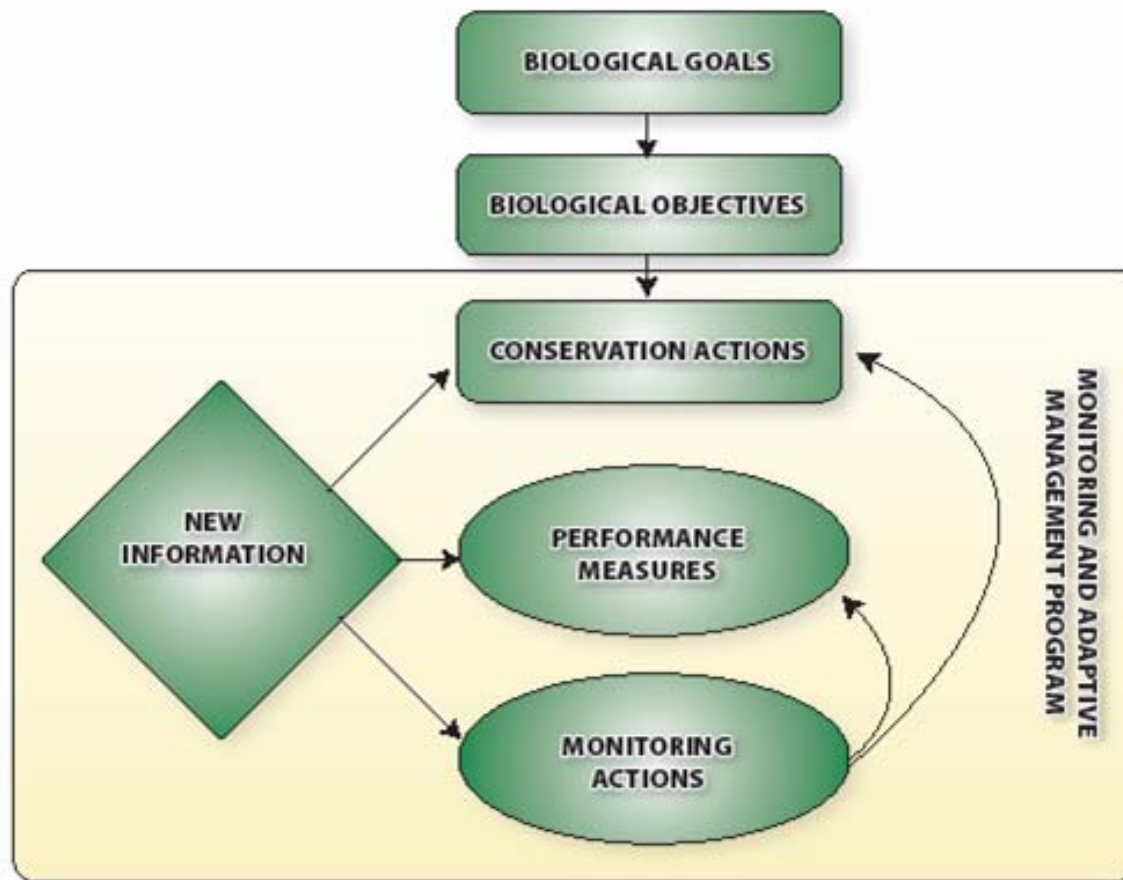 BIOLOGICAL GOALS
BIOLOGICAL OBJECTIVES
CONSERVATION ACTIONS
NEW
INFORMATION
PERFORMANCE
MEASURES
MONITORING
ACTIONS
MONITORING AND ADAPTIVE
MANAGEMENT PROGRAM